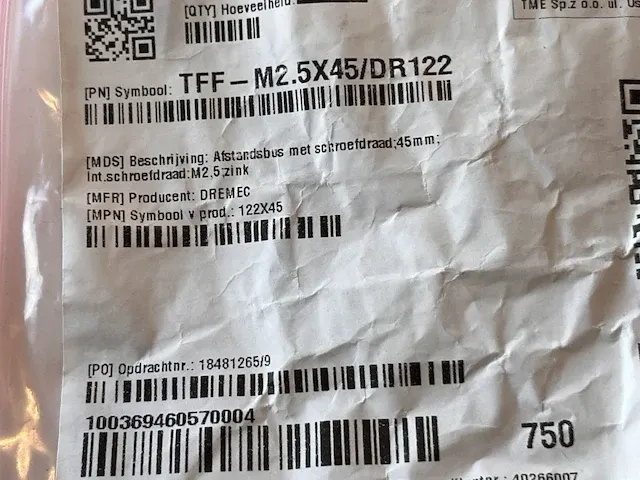 [QTY] Hoeveelheid:
TME Sp.z o.o. ul. Us
[PN] Symbool: TFF-M2.5X45/DR122
[MDS] Beschrijving: Afstandsbus met schroefdraad;45mm;
Int.schroefdraad:M2,5;zink
[MFR] Producent: DREMEC
[MPN] Symbool v prod.: 122X45
[PO] Opdrachtnr.: 18481265/9
100369460570004
750